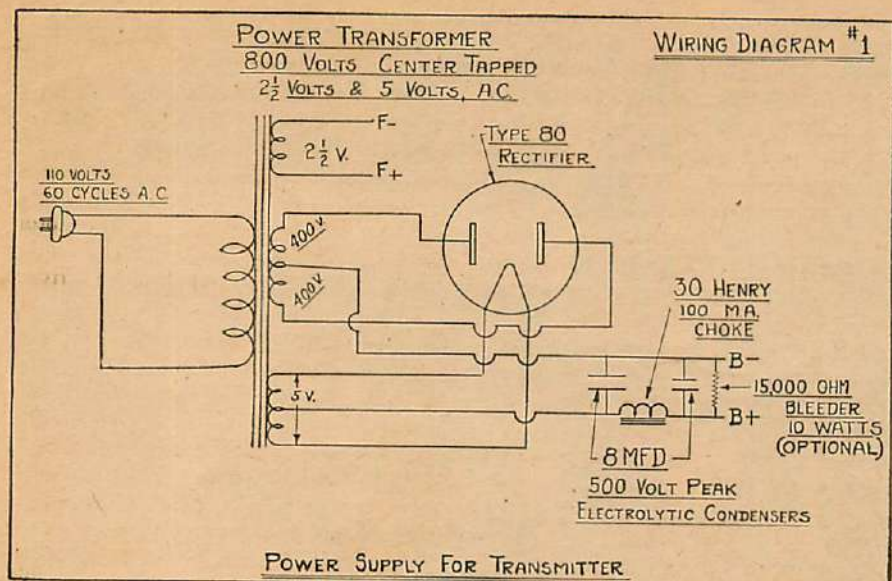 POWER TRANSFORMER
800 VOLTS CENTER TAPPED
2½ VOLTS & 5 VOLTS, A.C.
WIRING DIAGRAM #1
F-
2½ V.
F+
TYPE 80
RECTIFIER
110 VOLTS
60 CYCLES A.C.
400 V.
400 V.
30 HENRY
100 M.A.
CHOKE
B-
5 V.
15,000 OHM
BLEEDER
10 WATTS
(OPTIONAL)
B+
8 MFD
500 VOLT PEAK
ELECTROLYTIC CONDENSERS
POWER SUPPLY FOR TRANSMITTER